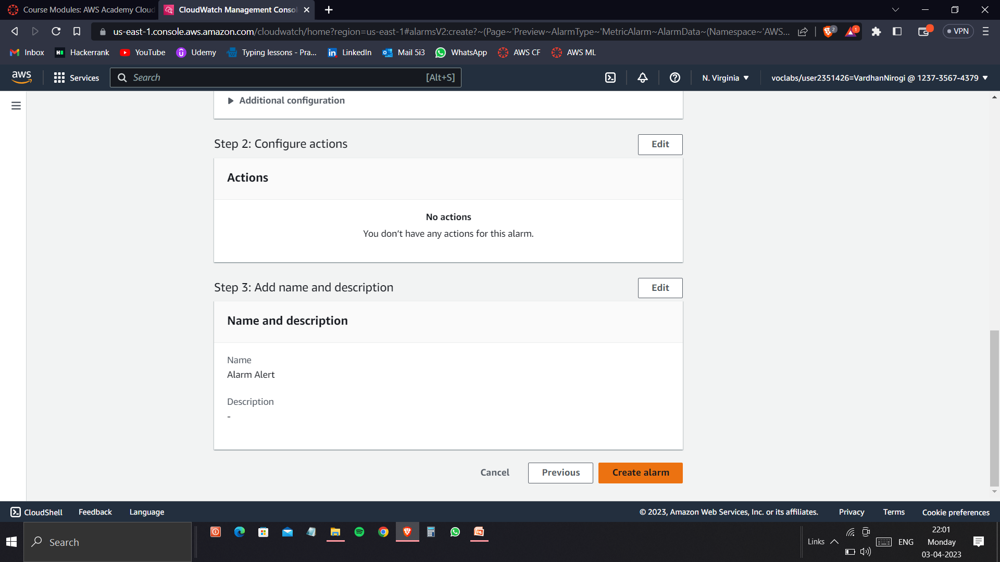 Course Modules: AWS Academy Cloud
CloudWatch Management Consol
us-east-1.console.aws.amazon.com/cloudwatch/home?region=us-east-1#alarmsV2:create?~(Page~'Preview~AlarmType~'MetricAlarm~AlarmData~(Namespace~'AWS...
2
1
VPN
Inbox
Hackerrank
YouTube
Udemy
Typing lessons - Pra...
LinkedIn
Mail 5i3
WhatsApp
AWS CF
AWS ML
aws
Services
Search
[Alt+S]
N. Virginia
voclabs/user2351426=VardhanNirogi @ 1237-3567-4379
Additional configuration
Step 2: Configure actions
Edit
Actions
No actions
You don't have any actions for this alarm.
Step 3: Add name and description
Edit
Name and description
Name
Alarm Alert
Description
-
Cancel
Previous
Create alarm
CloudShell
Feedback
Language
© 2023, Amazon Web Services, Inc. or its affiliates.
Privacy
Terms
Cookie preferences
Search
Links
ENG
22:01
Monday
03-04-2023